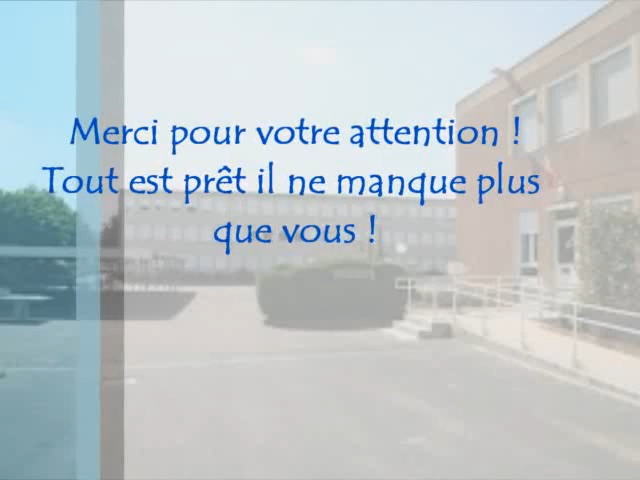 Merci pour votre attention !
Tout est prêt il ne manque plus
que vous !